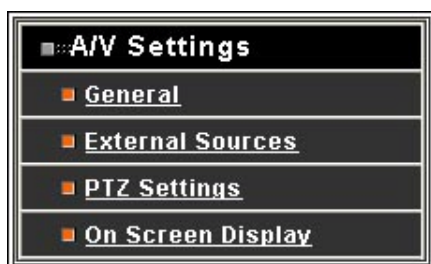 A/V Settings
General
External Sources
PTZ Settings
On Screen Display